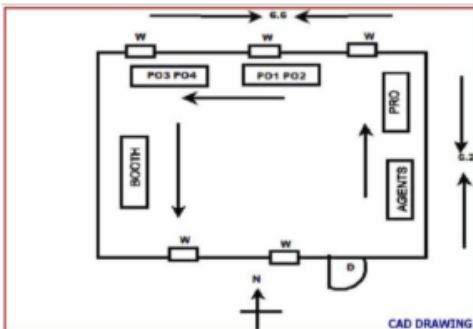 6.6
W
W
W
PO3 PO4
PO1 PO2
PRO
BOOTH
AGENTS
W
W
D
N
CAD DRAWING